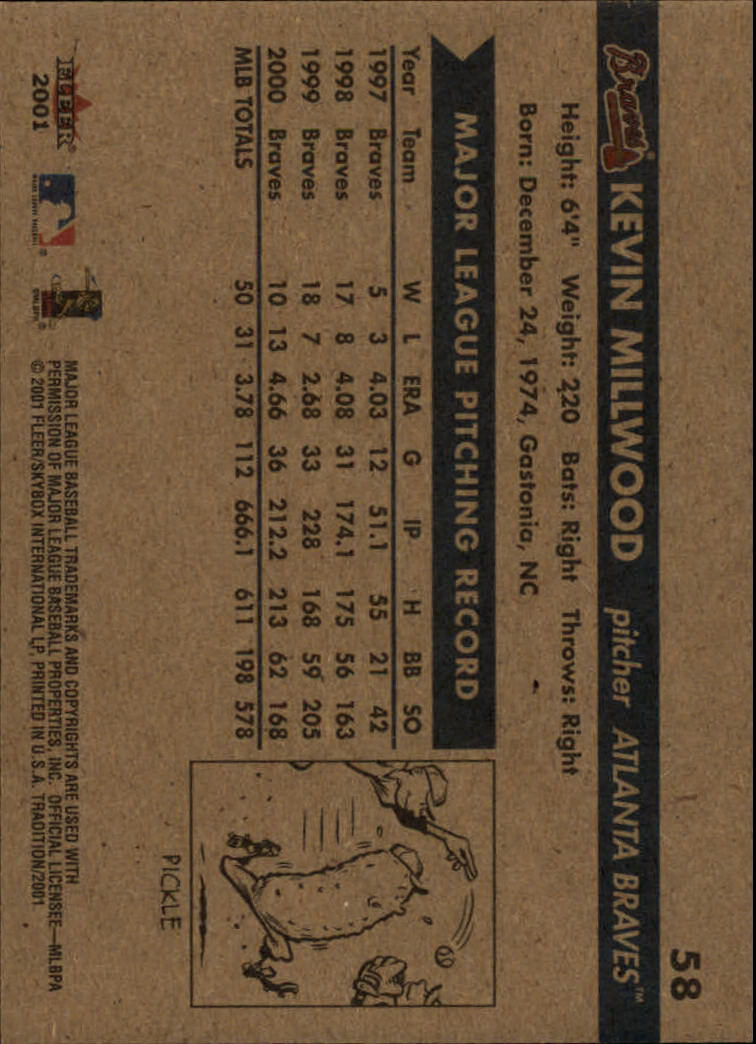 58
Braves® KEVIN MILLWOOD pitcher ATLANTA BRAVES™
Height: 6'4" Weight: 220 Bats: Right Throws: Right
Born: December 24, 1974, Gastonia, NC
MAJOR LEAGUE PITCHING RECORD
Year Team W L ERA G IP H BB SO
1997 Braves 5 3 4.03 12 51.1 55 21 42
1998 Braves 17 8 4.08 31 174.1 175 56 163
1999 Braves 18 7 2.68 33 228 168 59 205
2000 Braves 10 13 4.66 36 212.2 213 62 168
MLB TOTALS 50 31 3.78 112 666.1 611 198 578
PICKLE
FLEER®
2001
MAJOR LEAGUE BASEBALL®
MAJOR LEAGUE BASEBALL TRADEMARKS AND COPYRIGHTS ARE USED WITH
PERMISSION OF MAJOR LEAGUE BASEBALL PROPERTIES, INC. OFFICIAL LICENSEE—MLBPA
© 2001 FLEER/SKYBOX INTERNATIONAL LP. PRINTED IN U.S.A. TRADITION/2001